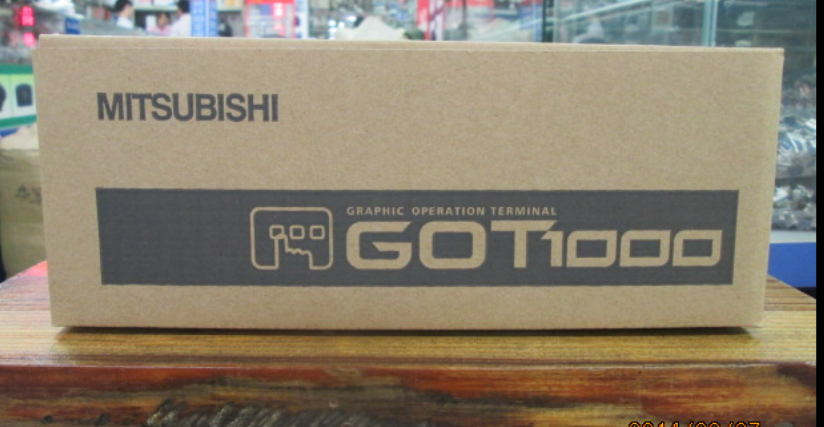 MITSUBISHI
GRAPHIC OPERATION TERMINAL
GOT1000